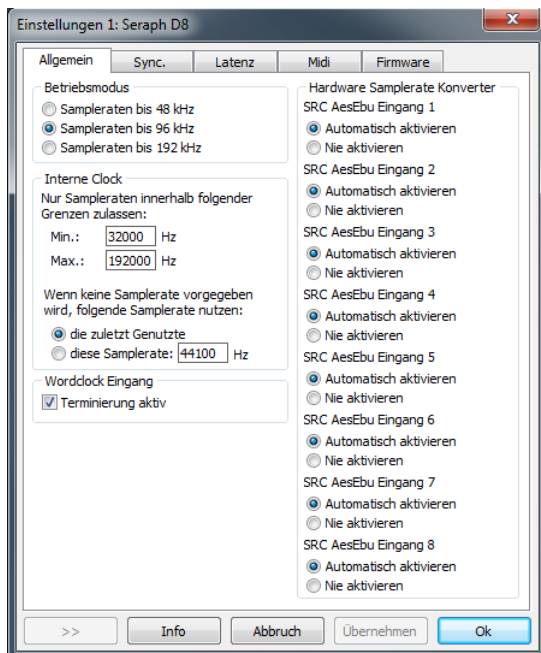 Einstellungen 1: Seraph D8
Allgemein
Sync.
Latenz
Midi
Firmware
Betriebsmodus
Sampleraten bis 48 kHz
Sampleraten bis 96 kHz
Sampleraten bis 192 kHz
Interne Clock
Nur Sampleraten innerhalb folgender
Grenzen zulassen:
Min.: 32000 Hz
Max.: 192000 Hz
Wenn keine Samplerate vorgegeben
wird, folgende Samplerate nutzen:
die zuletzt Genutzte
diese Samplerate: 44100 Hz
Wordclock Eingang
Terminierung aktiv
Hardware Samplerate Konverter
SRC AesEbu Eingang 1
Automatisch aktivieren
Nie aktivieren
SRC AesEbu Eingang 2
Automatisch aktivieren
Nie aktivieren
SRC AesEbu Eingang 3
Automatisch aktivieren
Nie aktivieren
SRC AesEbu Eingang 4
Automatisch aktivieren
Nie aktivieren
SRC AesEbu Eingang 5
Automatisch aktivieren
Nie aktivieren
SRC AesEbu Eingang 6
Automatisch aktivieren
Nie aktivieren
SRC AesEbu Eingang 7
Automatisch aktivieren
Nie aktivieren
SRC AesEbu Eingang 8
Automatisch aktivieren
Nie aktivieren
>>
Info
Abbruch
Übernehmen
Ok